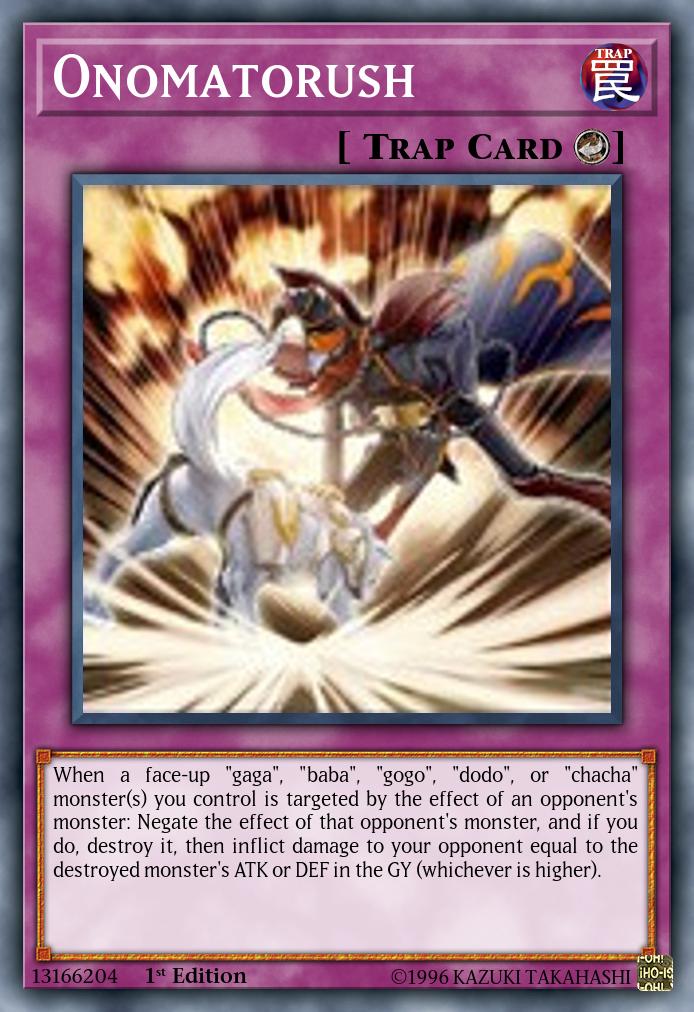 Onomatorush
TRAP
罠
[ Trap Card ]
When a face-up "gaga", "baba", "gogo", "dodo", or "chacha"
monster(s) you control is targeted by the effect of an opponent's
monster: Negate the effect of that opponent's monster, and if you
do, destroy it, then inflict damage to your opponent equal to the
destroyed monster's ATK or DEF in the GY (whichever is higher).
13166204 1st Edition ©1996 KAZUKI TAKAHASHI